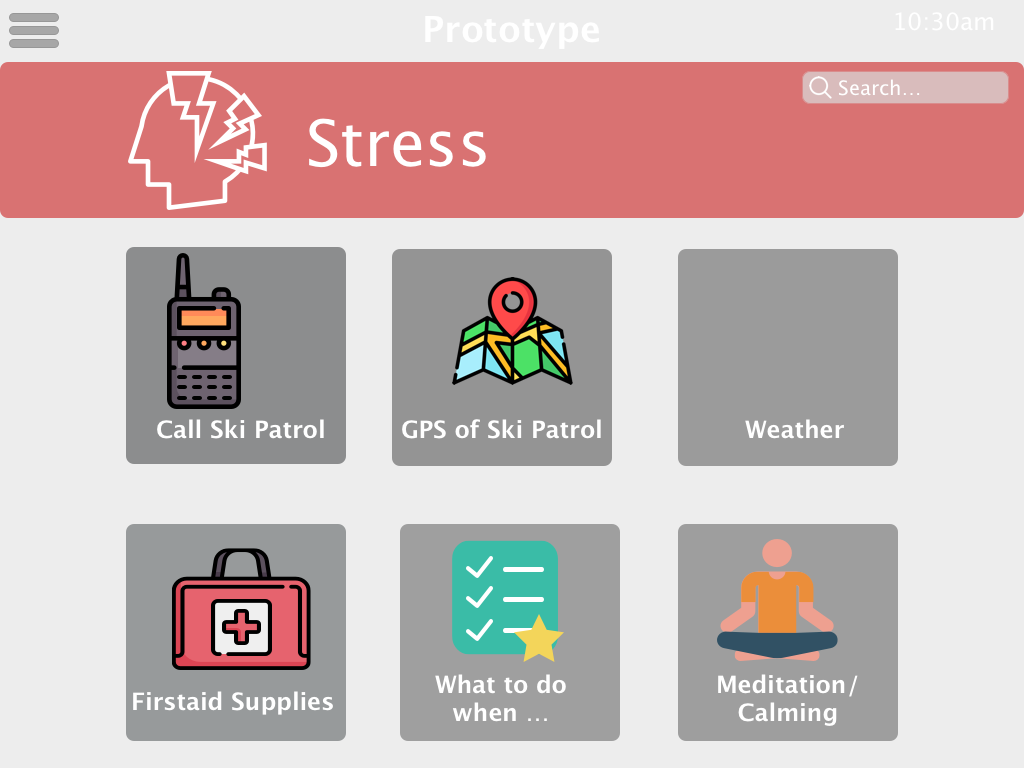 Prototype
10:30am
Search...
Stress
Call Ski Patrol
GPS of Ski Patrol
Weather
Firstaid Supplies
What to do
when ...
Meditation/
Calming